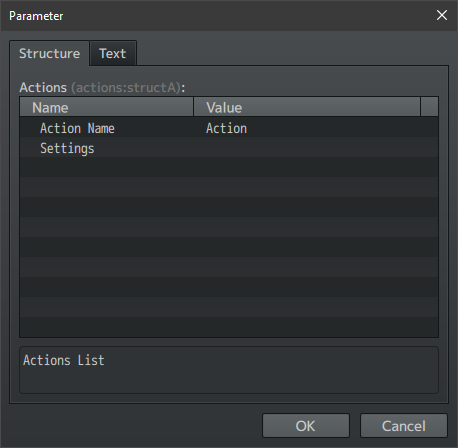 Parameter
Structure Text
Actions (actions:structA):
Name Value
Action Name Action
Settings
Actions List
OK Cancel